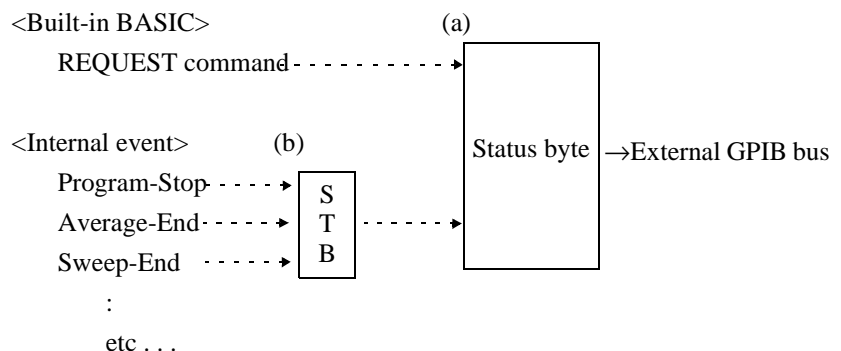 <Built-in BASIC>
(a)
REQUEST command
<Internal event>
(b)
Status byte
→External GPIB bus
Program-Stop
S
T
B
Average-End
Sweep-End
:
etc . . .